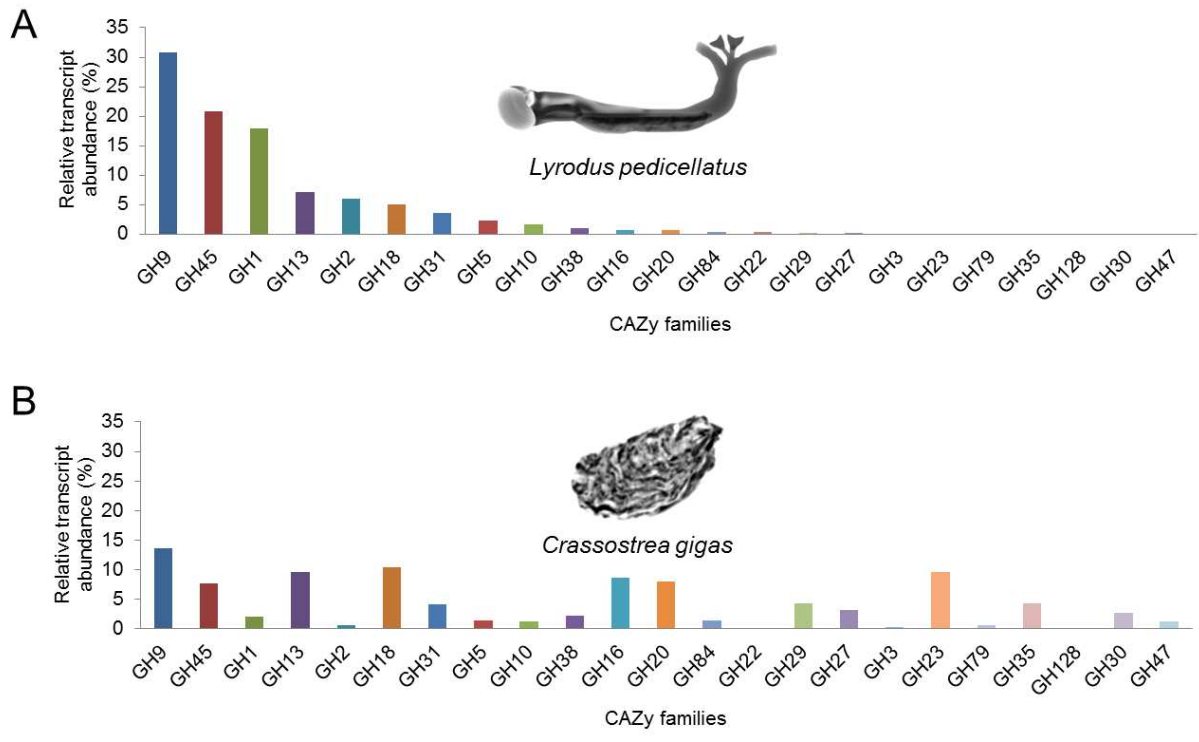 A
35
30
25
20
15
10
5
0
Relative transcript
abundance (%)
Lyrodus pedicellatus
GH9 GH45 GH1 GH13 GH2 GH18 GH31 GH5 GH10 GH38 GH16 GH20 GH84 GH22 GH29 GH27 GH3 GH23 GH79 GH35 GH128 GH30 GH47
CAZy families
B
35
30
25
20
15
10
5
0
Relative transcript
abundance (%)
Crassostrea gigas
GH9 GH45 GH1 GH13 GH2 GH18 GH31 GH5 GH10 GH38 GH16 GH20 GH84 GH22 GH29 GH27 GH3 GH23 GH79 GH35 GH128 GH30 GH47
CAZy families